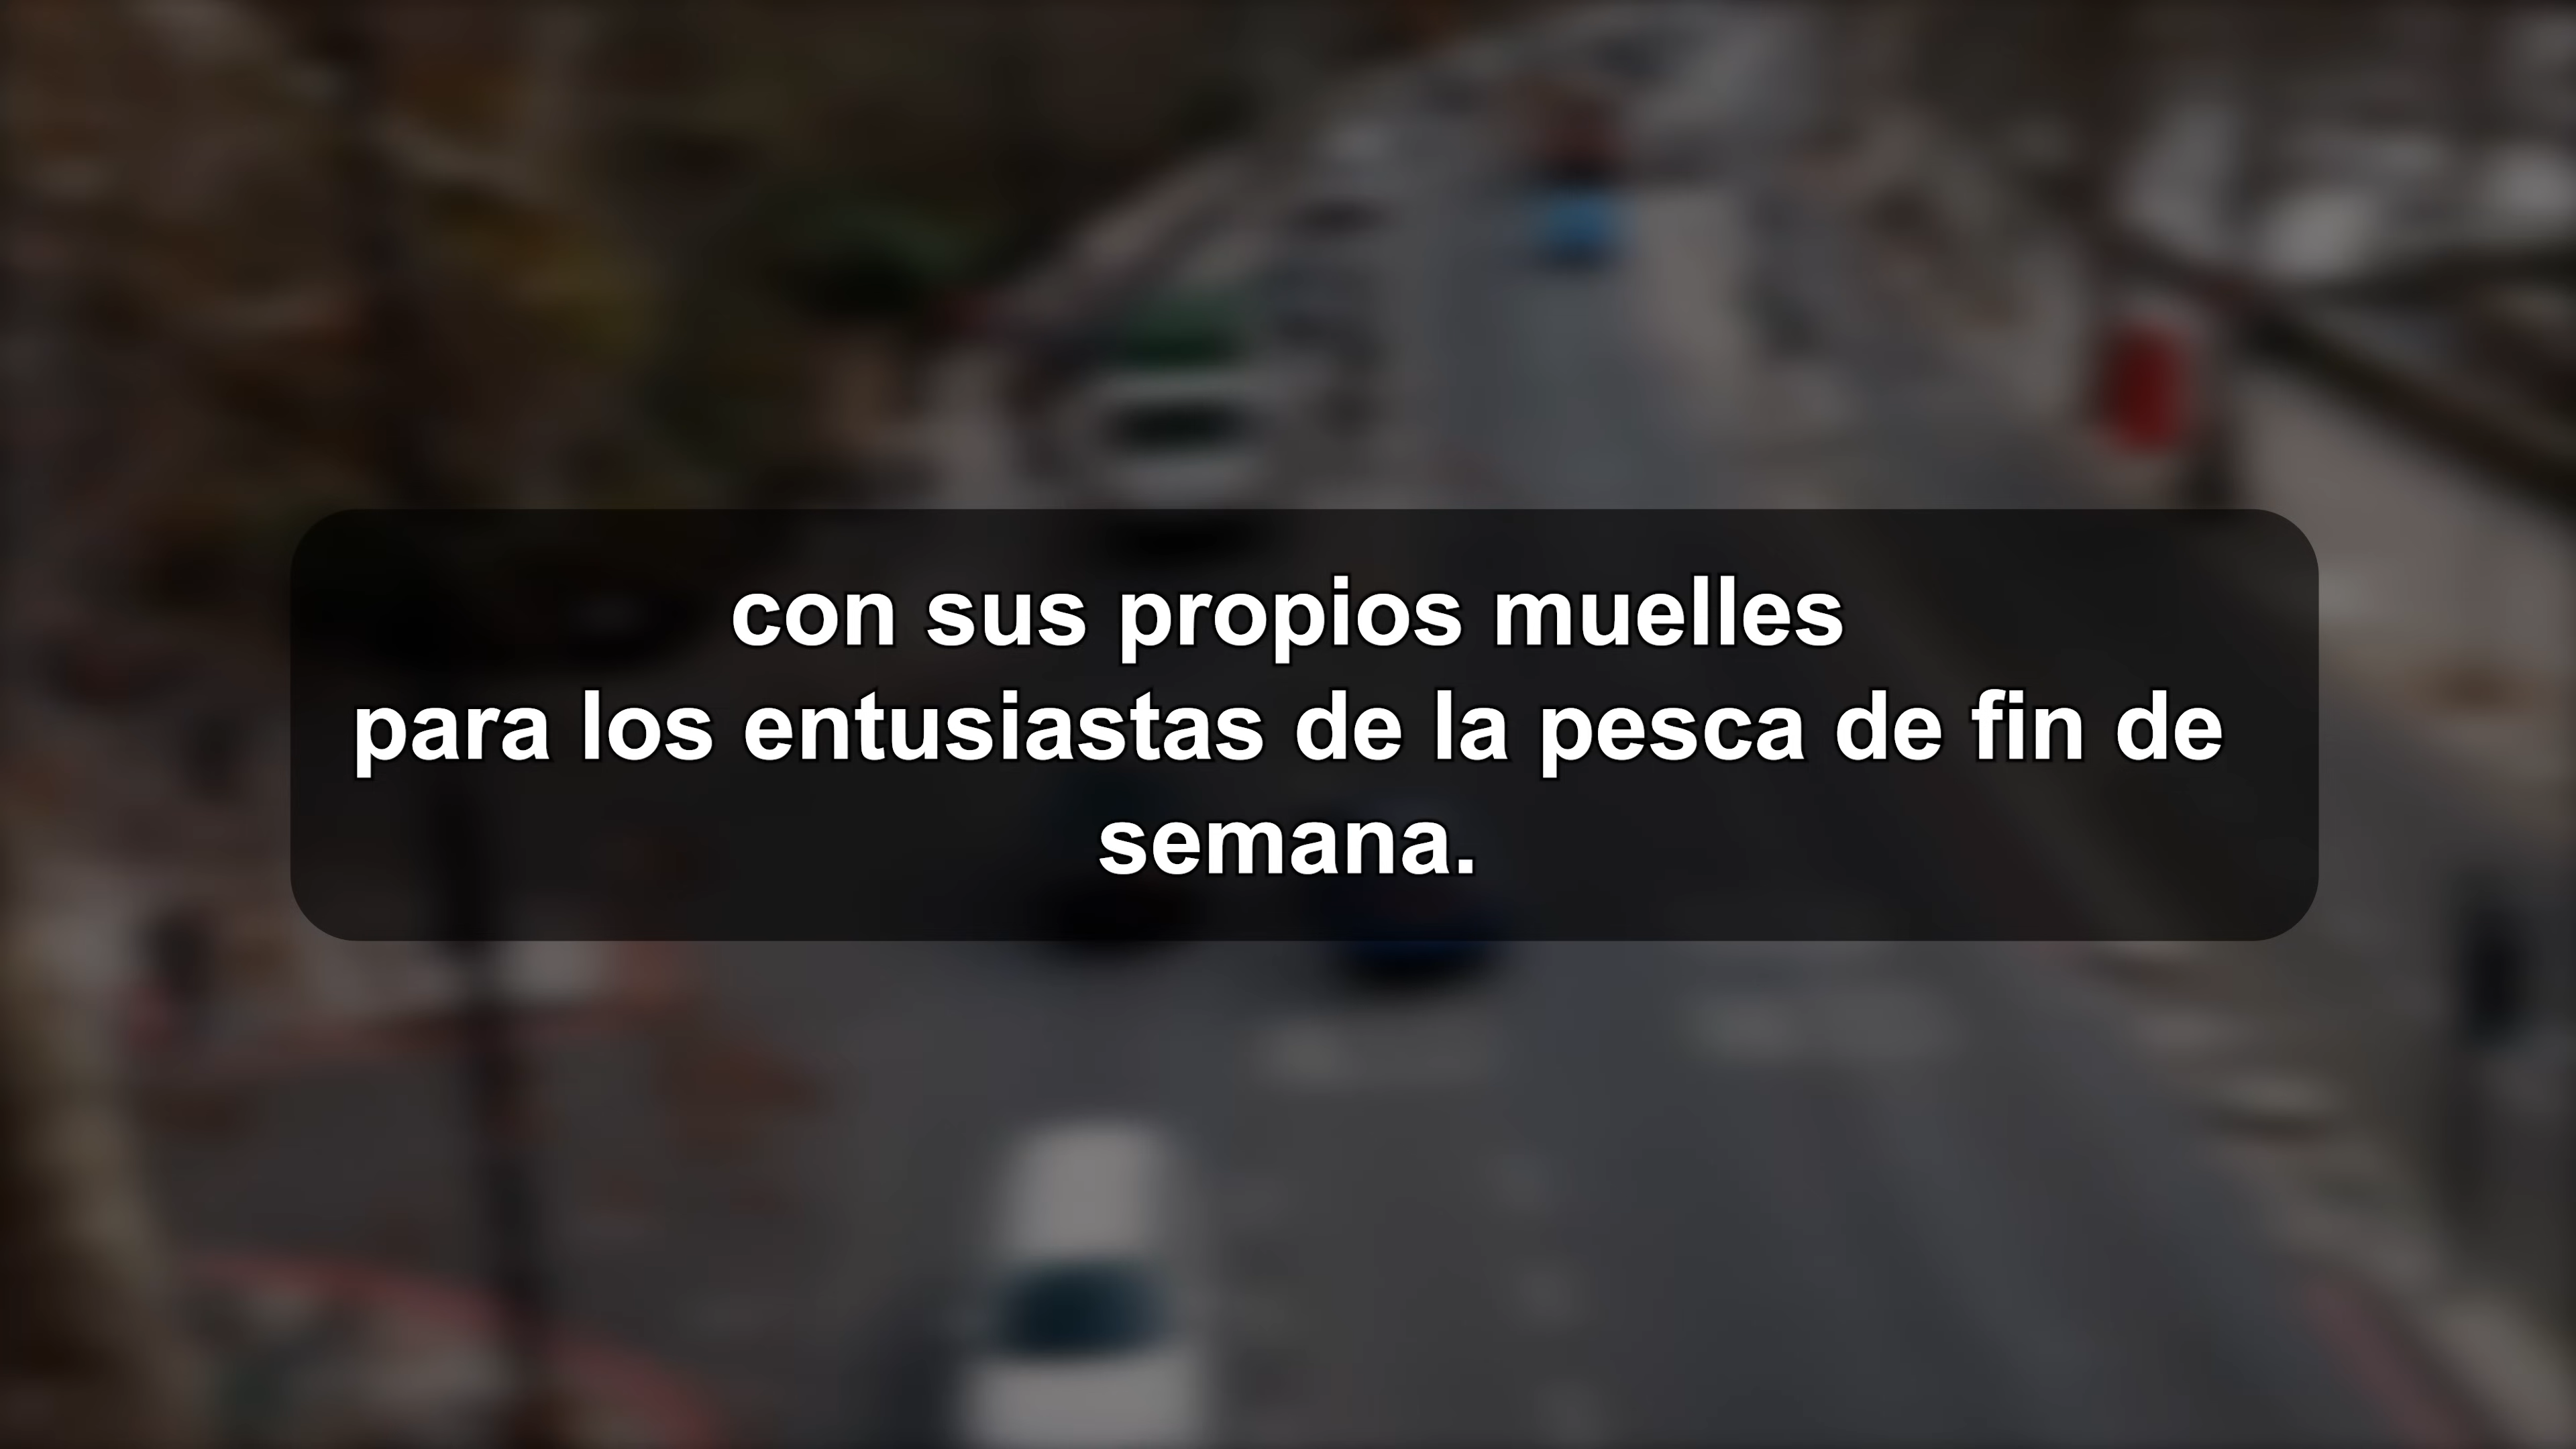 con sus propios muelles
para los entusiastas de la pesca de fin de
semana.